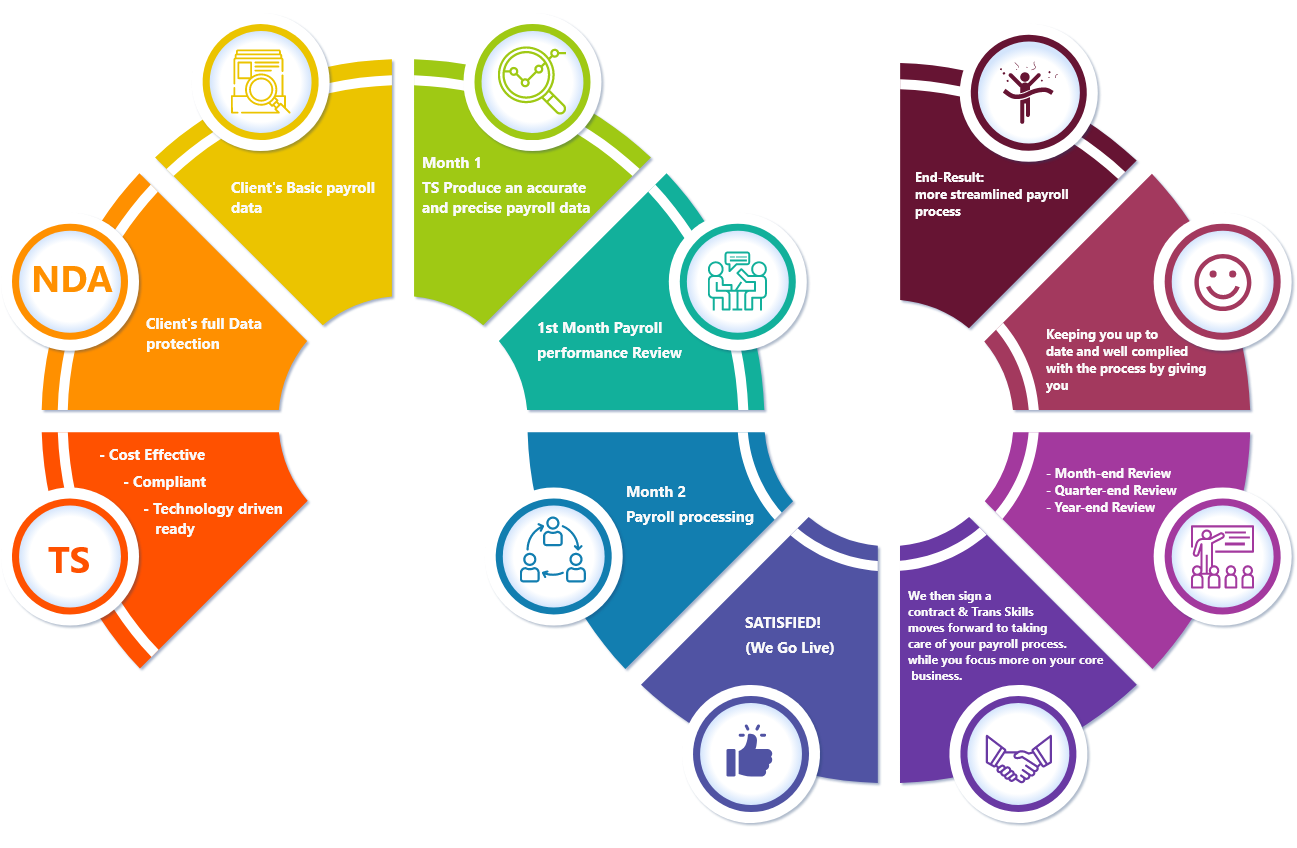 TS
- Cost Effective
- Compliant
- Technology driven
ready
NDA
Client's full Data
protection
Client's Basic payroll
data
Month 1
TS Produce an accurate
and precise payroll data
1st Month Payroll
performance Review
Month 2
Payroll processing
SATISFIED!
(We Go Live)
We then sign a
contract & Trans Skills
moves forward to taking
care of your payroll process.
while you focus more on your core
business.
- Month-end Review
- Quarter-end Review
- Year-end Review
Keeping you up to
date and well complied
with the process by giving
you
End-Result:
more streamlined payroll
process